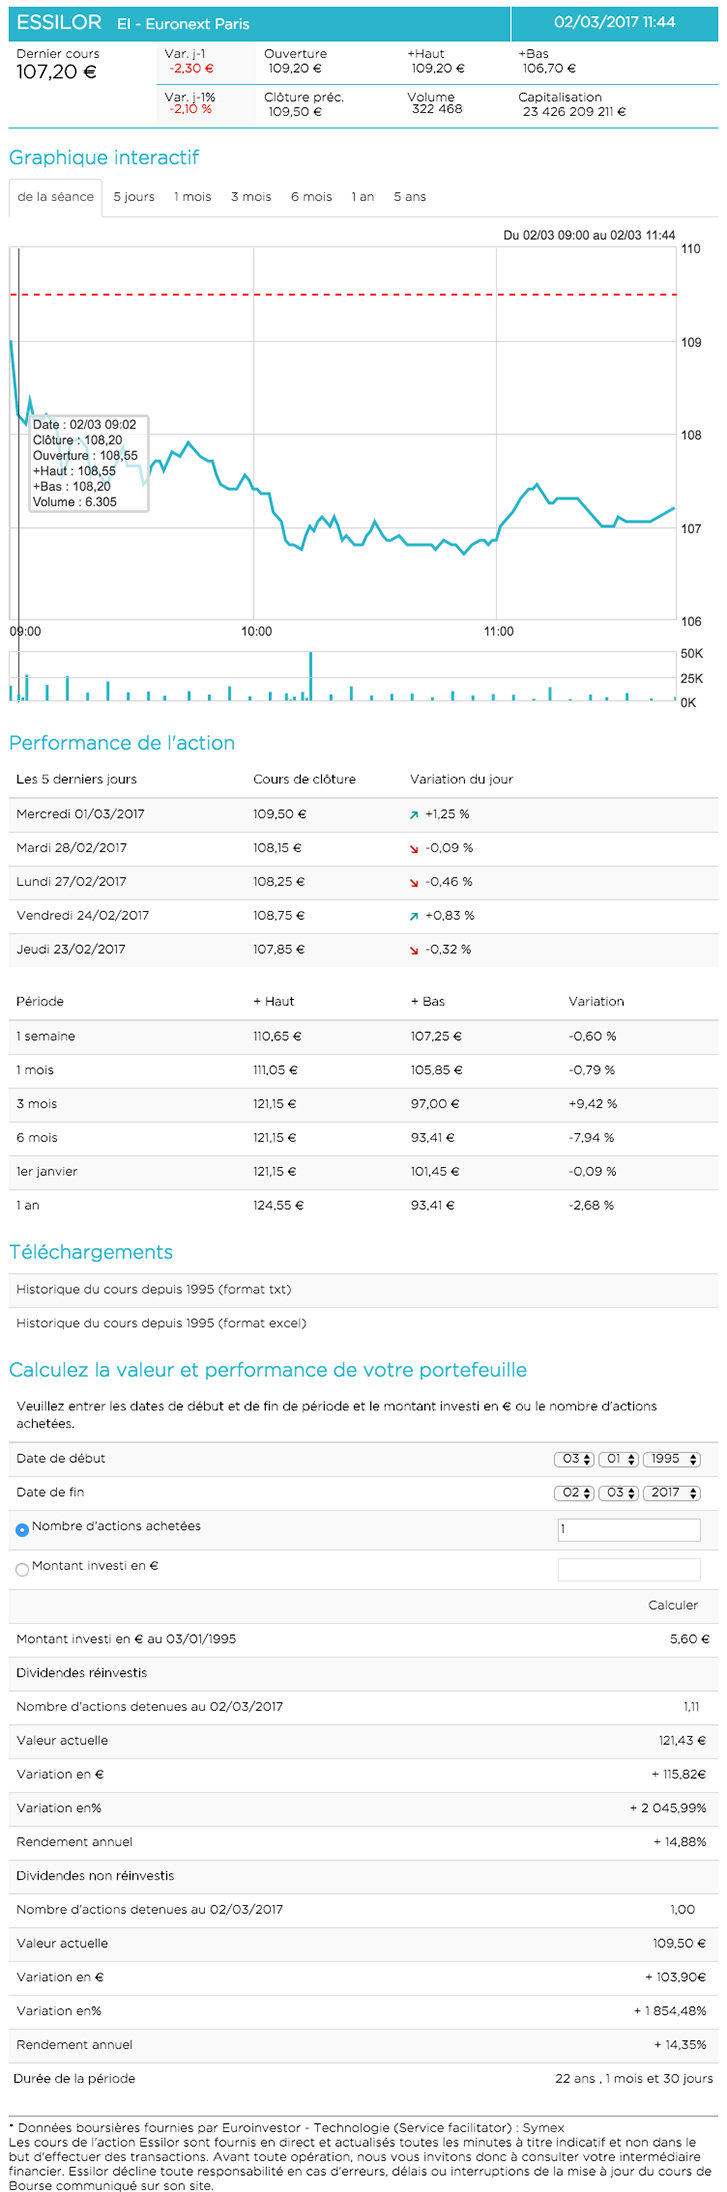 ESSILOR EI - Euronext Paris 02/03/2017 11:44
Dernier cours Var. j-1 Ouverture +Haut +Bas
107,20 € -2,30 € 109,20 € 109,20 € 106,70 €
Var. j-1% Clôture préc. Volume Capitalisation
-2,10 % 109,50 € 322 468 23 426 209 211 €
Graphique interactif
de la séance 5 jours 1 mois 3 mois 6 mois 1 an 5 ans
Du 02/03 09:00 au 02/03 11:44
110
109
108
Date : 02/03 09:02
Clôture : 108,20
Ouverture : 108,55
+Haut : 108,55
+Bas : 108,20
Volume : 6.305
107
106
09:00 10:00 11:00
50K
25K
0K
Performance de l'action
Les 5 derniers jours Cours de clôture Variation du jour
Mercredi 01/03/2017 109,50 € +1,25 %
Mardi 28/02/2017 108,15 € -0,09 %
Lundi 27/02/2017 108,25 € -0,46 %
Vendredi 24/02/2017 108,75 € +0,83 %
Jeudi 23/02/2017 107,85 € -0,32 %
Période + Haut + Bas Variation
1 semaine 110,65 € 107,25 € -0,60 %
1 mois 111,05 € 105,85 € -0,79 %
3 mois 121,15 € 97,00 € +9,42 %
6 mois 121,15 € 93,41 € -7,94 %
1er janvier 121,15 € 101,45 € -0,09 %
1 an 124,55 € 93,41 € -2,68 %
Téléchargements
Historique du cours depuis 1995 (format txt)
Historique du cours depuis 1995 (format excel)
Calculez la valeur et performance de votre portefeuille
Veuillez entrer les dates de début et de fin de période et le montant investi en € ou le nombre d'actions
achetées.
Date de début 03 01 1995
Date de fin 02 03 2017
Nombre d'actions achetées 1
Montant investi en €
Calculer
Montant investi en € au 03/01/1995 5,60 €
Dividendes réinvestis
Nombre d'actions detenues au 02/03/2017 1,11
Valeur actuelle 121,43 €
Variation en € + 115,82€
Variation en% + 2 045,99%
Rendement annuel + 14,88%
Dividendes non réinvestis
Nombre d'actions detenues au 02/03/2017 1,00
Valeur actuelle 109,50 €
Variation en € + 103,90€
Variation en% + 1 854,48%
Rendement annuel + 14,35%
Durée de la période 22 ans , 1 mois et 30 jours
* Données boursières fournies par Euroinvestor - Technologie (Service facilitator) : Symex
Les cours de l'action Essilor sont fournis en direct et actualisés toutes les minutes à titre indicatif et non dans le
but d'effectuer des transactions. Avant toute opération, nous vous invitons donc à consulter votre intermédiaire
financier. Essilor décline toute responsabilité en cas d'erreurs, délais ou interruptions de la mise à jour du cours de
Bourse communiqué sur son site.